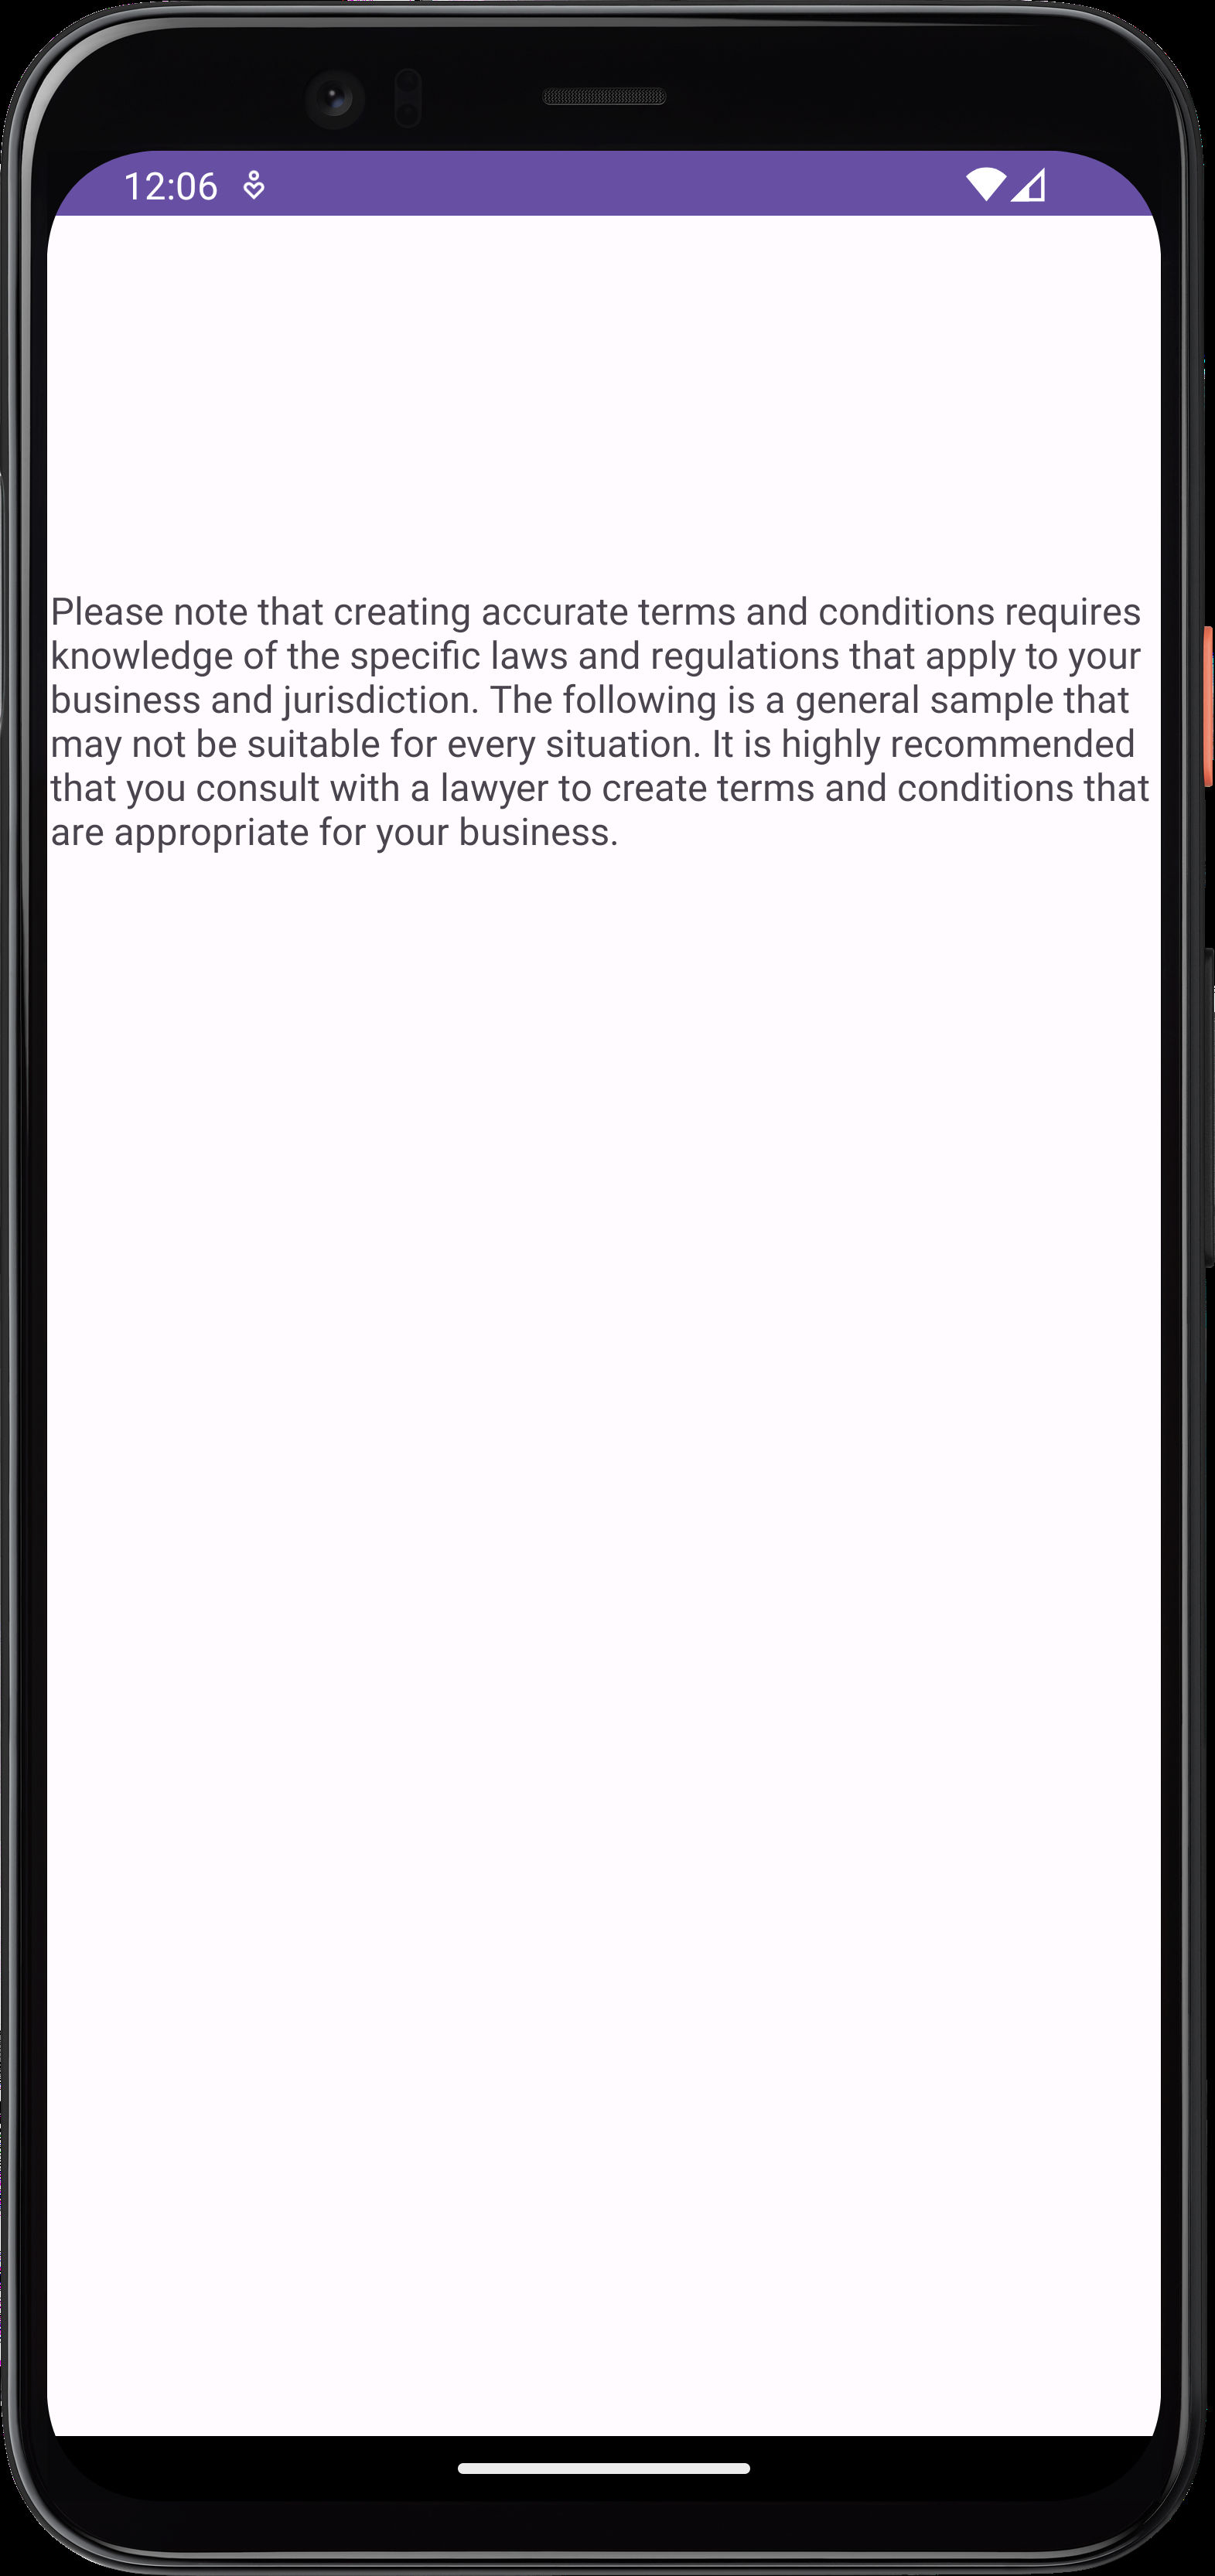 12:06
Please note that creating accurate terms and conditions requires
knowledge of the specific laws and regulations that apply to your
business and jurisdiction. The following is a general sample that
may not be suitable for every situation. It is highly recommended
that you consult with a lawyer to create terms and conditions that
are appropriate for your business.